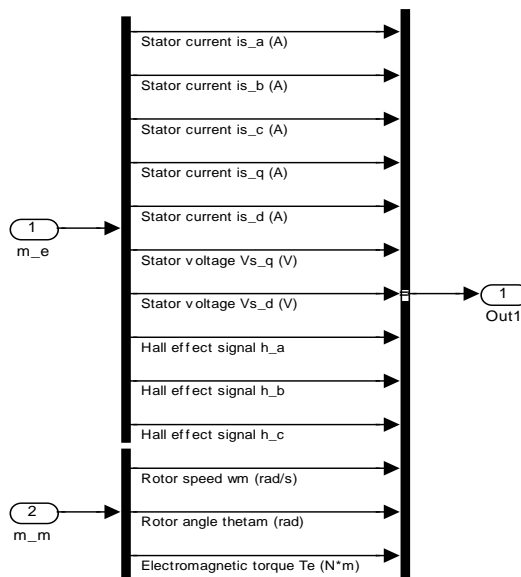 Stator current is_a (A)
Stator current is_b (A)
Stator current is_c (A)
Stator current is_q (A)
1
m_e
Stator current is_d (A)
Stator voltage Vs_q (V)
Stator voltage Vs_d (V)
1
Out1
Hall effect signal h_a
Hall effect signal h_b
Hall effect signal h_c
Rotor speed wm (rad/s)
2
m_m
Rotor angle thetam (rad)
Electromagnetic torque Te (N*m)